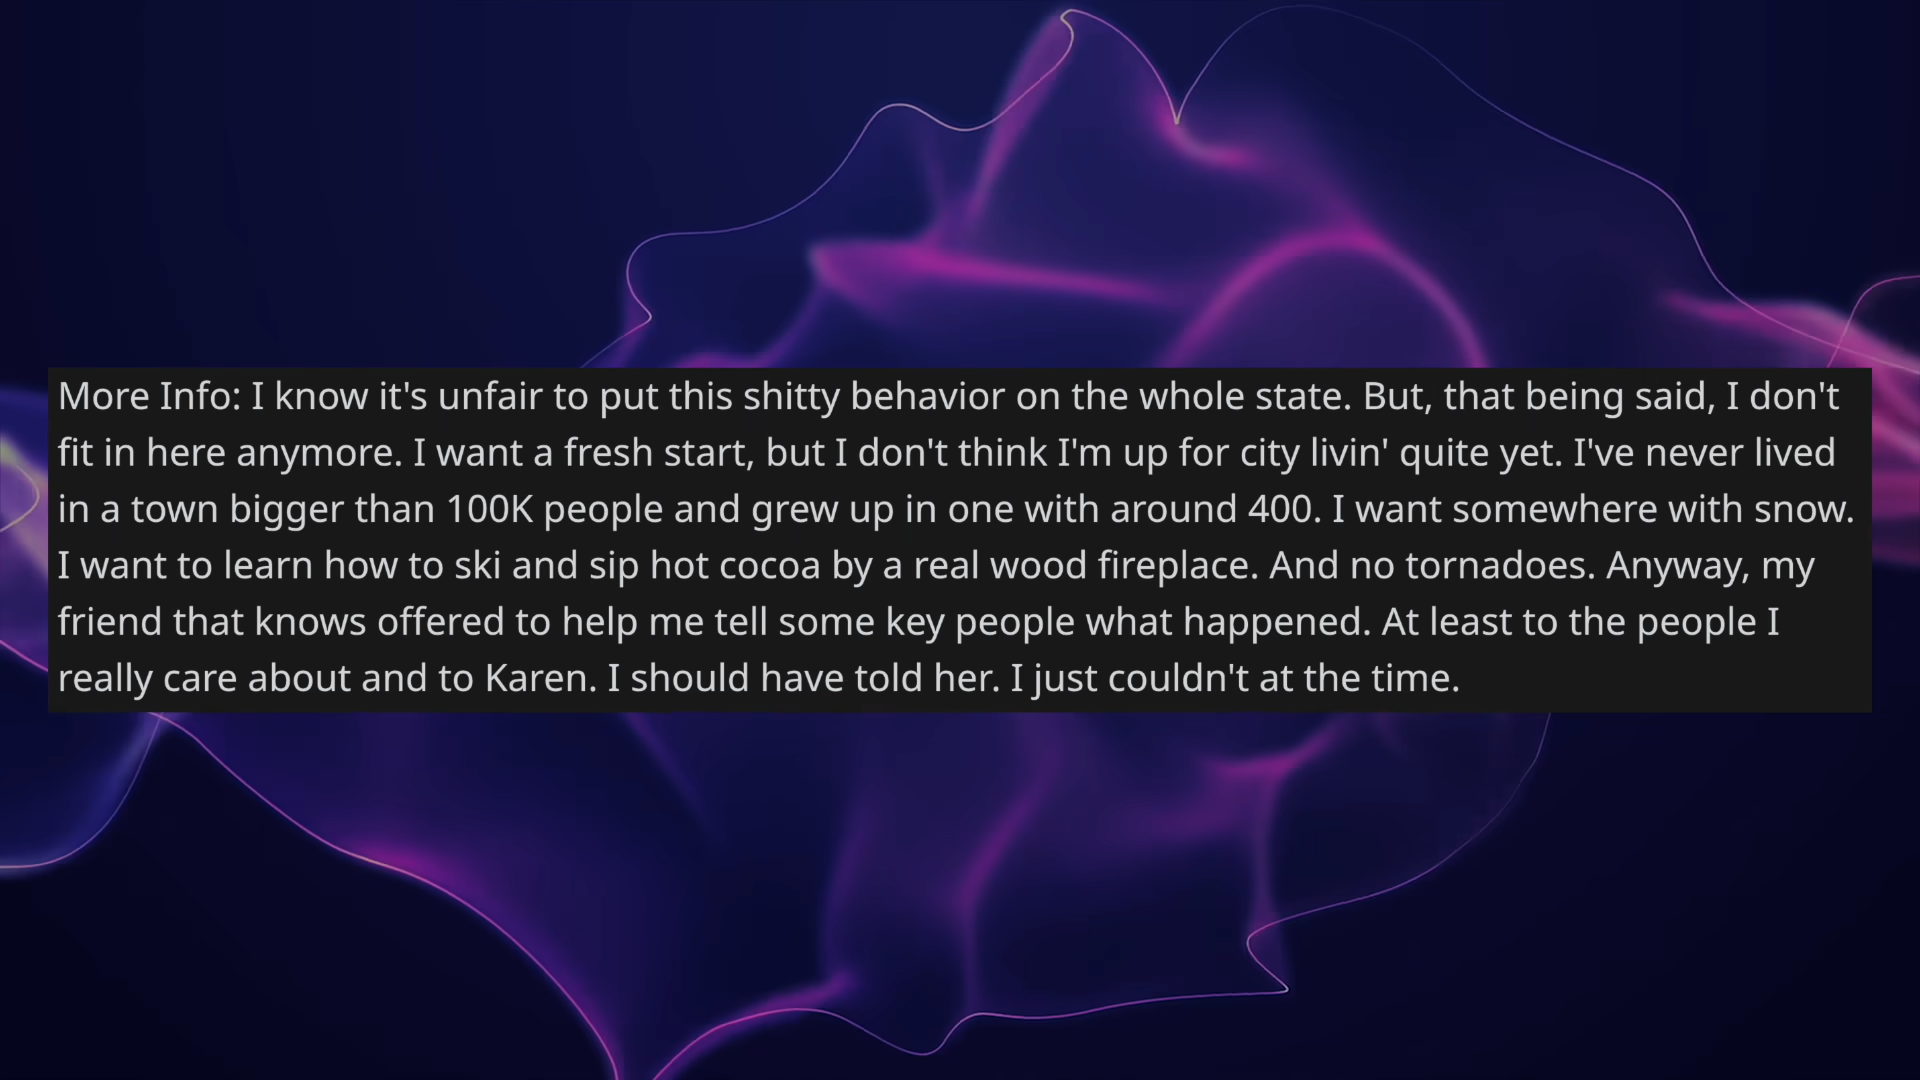 More Info: I know it's unfair to put this shitty behavior on the whole state. But, that being said, I don't
fit in here anymore. I want a fresh start, but I don't think I'm up for city livin' quite yet. I've never lived
in a town bigger than 100K people and grew up in one with around 400. I want somewhere with snow.
I want to learn how to ski and sip hot cocoa by a real wood fireplace. And no tornadoes. Anyway, my
friend that knows offered to help me tell some key people what happened. At least to the people I
really care about and to Karen. I should have told her. I just couldn't at the time.